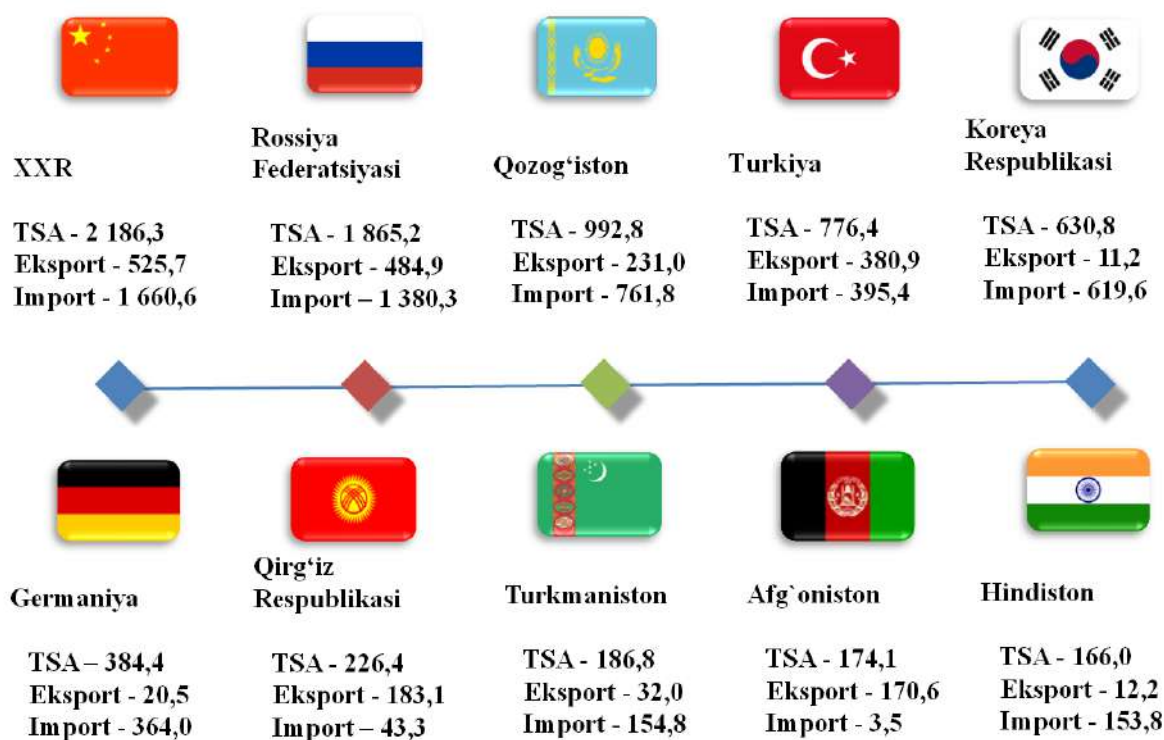 XXR
TSA - 2 186,3
Eksport - 525,7
Import - 1 660,6
Rossiya
Federatsiyasi
TSA - 1 865,2
Eksport - 484,9
Import – 1 380,3
Qozog‘iston
TSA - 992,8
Eksport - 231,0
Import - 761,8
Turkiya
TSA - 776,4
Eksport - 380,9
Import - 395,4
Koreya
Respublikasi
TSA - 630,8
Eksport - 11,2
Import - 619,6
Germaniya
TSA – 384,4
Eksport - 20,5
Import - 364,0
Qirg‘iz
Respublikasi
TSA - 226,4
Eksport - 183,1
Import – 43,3
Turkmaniston
TSA - 186,8
Eksport - 32,0
Import - 154,8
Afg`oniston
TSA - 174,1
Eksport - 170,6
Import - 3,5
Hindiston
TSA - 166,0
Eksport - 12,2
Import - 153,8